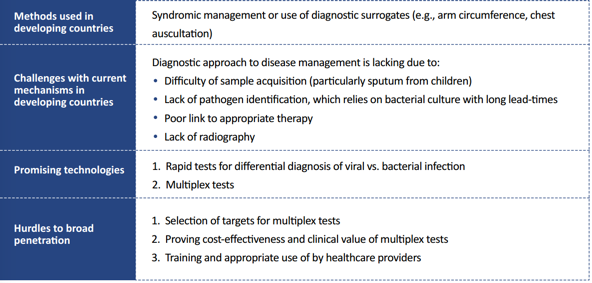 Methods used in
developing countries
Syndromic management or use of diagnostic surrogates (e.g., arm circumference, chest
auscultation)
Challenges with current
mechanisms in
developing countries
Diagnostic approach to disease management is lacking due to:
• Difficulty of sample acquisition (particularly sputum from children)
• Lack of pathogen identification, which relies on bacterial culture with long lead-times
• Poor link to appropriate therapy
• Lack of radiography
Promising technologies
1. Rapid tests for differential diagnosis of viral vs. bacterial infection
2. Multiplex tests
Hurdles to broad
penetration
1. Selection of targets for multiplex tests
2. Proving cost-effectiveness and clinical value of multiplex tests
3. Training and appropriate use of by healthcare providers